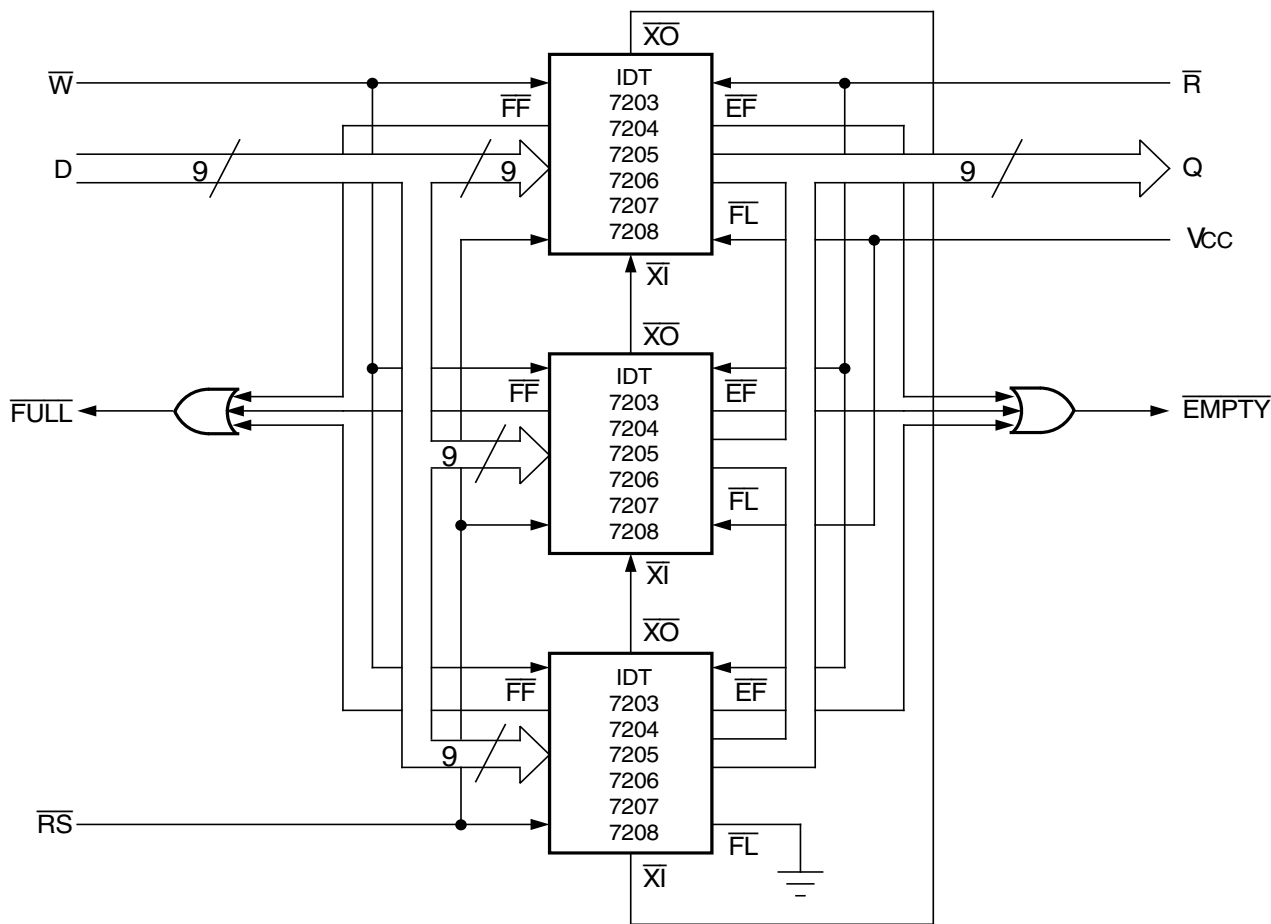 XO
W
IDT
7203
7204
7205
7206
7207
7208
R
FF
EF
D
9
9
9
Q
FL
VCC
XI
XO
IDT
7203
7204
7205
7206
7207
7208
FF
EF
FULL
EMPTY
9
FL
XI
XO
IDT
7203
7204
7205
7206
7207
7208
FF
EF
9
RS
FL
XI